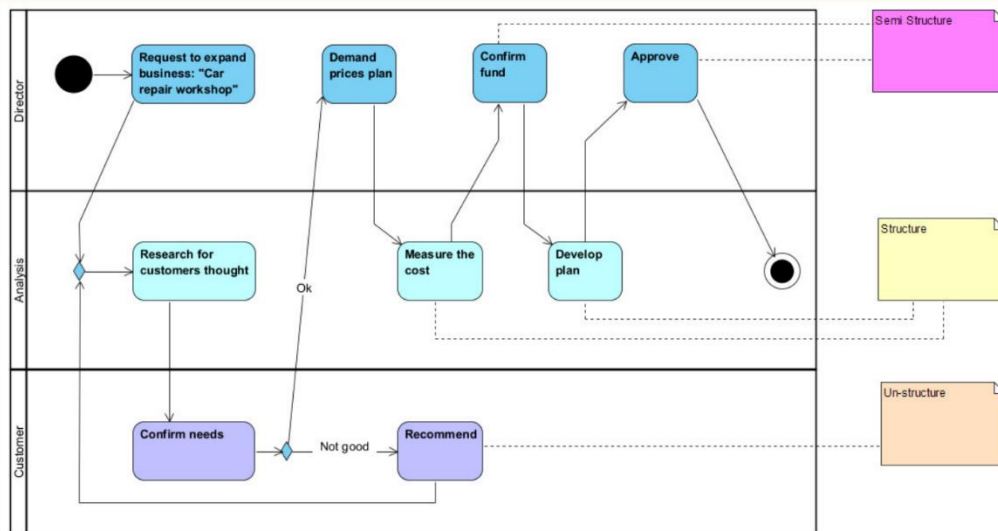 Director
Request to expand
business: "Car
repair workshop"
Demand
prices plan
Confirm
fund
Approve
Semi Structure
Analysis
Research for
customers thought
Measure the
cost
Develop
plan
Structure
Ok
Customer
Confirm needs
Not good
Recommend
Un-structure